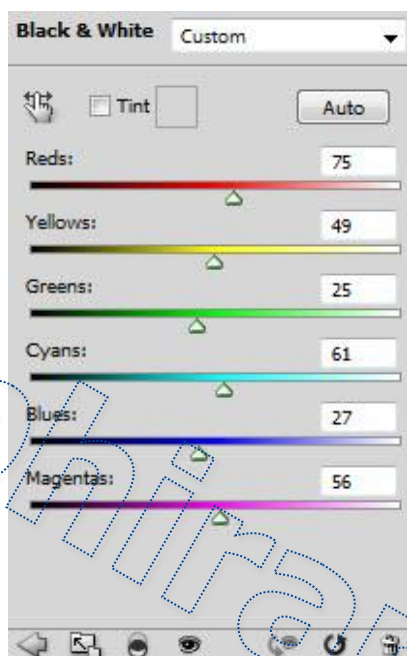 Black & White Custom
Tint Auto
Reds: 75
Yellows: 49
Greens: 25
Cyans: 61
Blues: 27
Magentas: 56